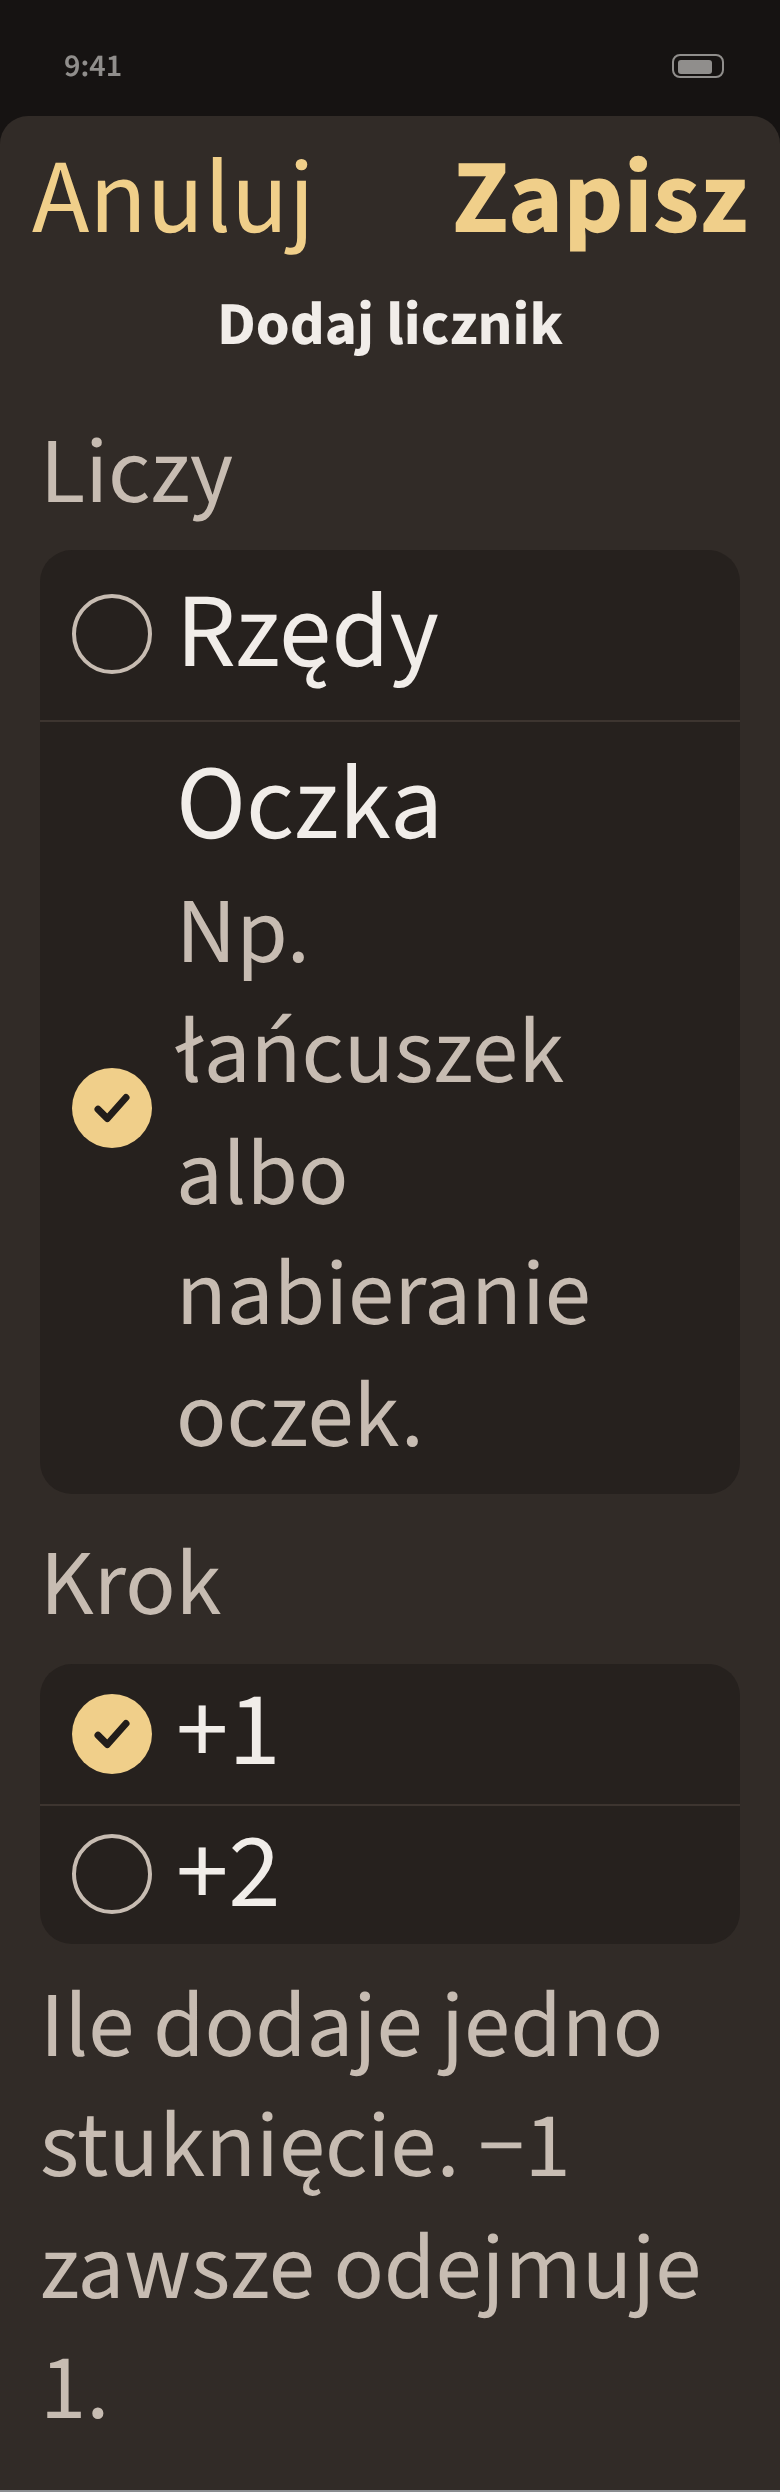 9:41
Anuluj Zapisz
Dodaj licznik
Liczy
Rzędy
Oczka
Np.
łańcuszek
albo
nabieranie
oczek.
Krok
+1
+2
Ile dodaje jedno
stuknięcie. −1
zawsze odejmuje
1.